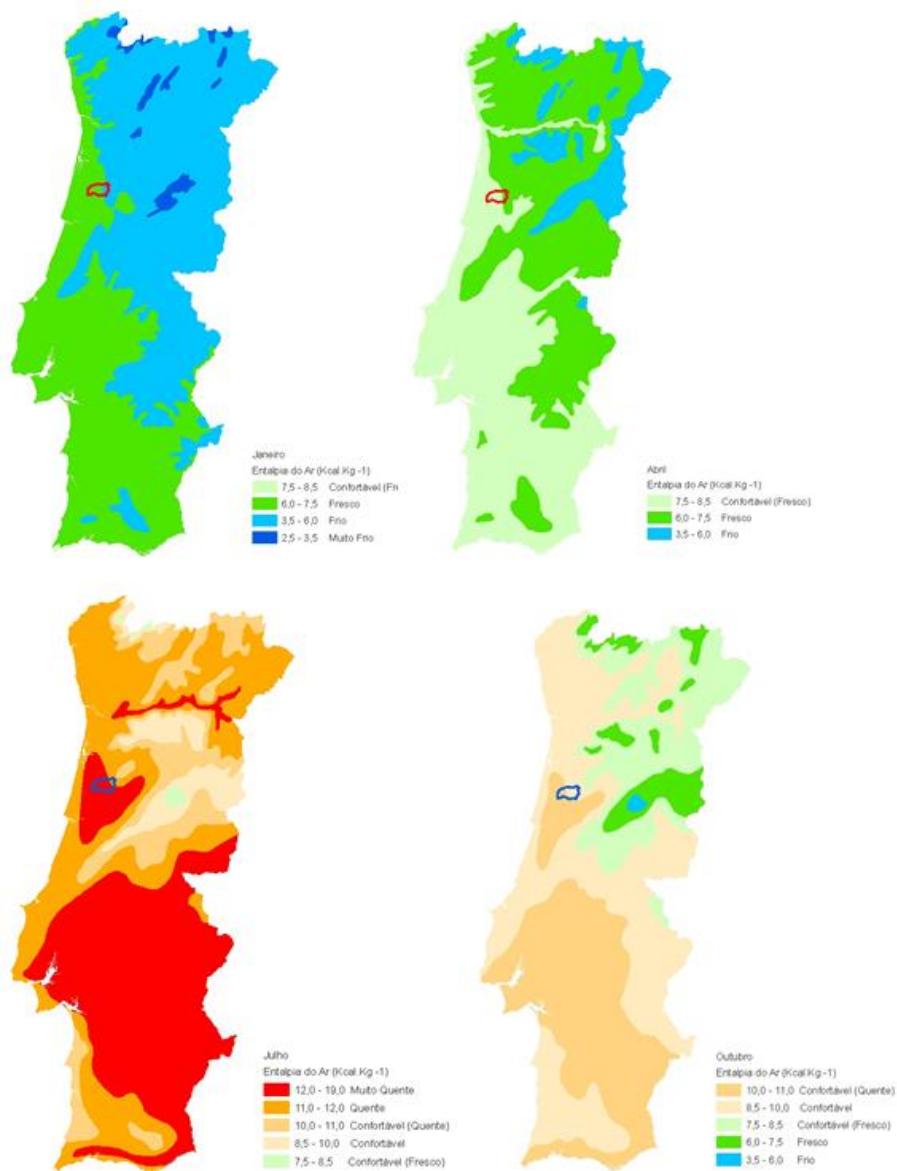 Janeiro
Entalpia do Ar (Kcal.Kg -1)
7,5 - 8,5 Confortável (Fri
6,0 - 7,5 Fresco
3,5 - 6,0 Frio
2,5 - 3,5 Muito Frio
Abril
Entalpia do Ar (Kcal.Kg -1)
7,5 - 8,5 Confortável (Fresco)
6,0 - 7,5 Fresco
3,5 - 6,0 Frio
Julho
Entalpia do Ar (Kcal.Kg -1)
12,0 - 19,0 Muito Quente
11,0 - 12,0 Quente
10,0 - 11,0 Confortável (Quente)
8,5 - 10,0 Confortável
7,5 - 8,5 Confortável (Fresco)
Outubro
Entalpia do Ar (Kcal.Kg -1)
10,0 - 11,0 Confortável (Quente)
8,5 - 10,0 Confortável
7,5 - 8,5 Confortável (Fresco)
6,0 - 7,5 Fresco
3,5 - 6,0 Frio